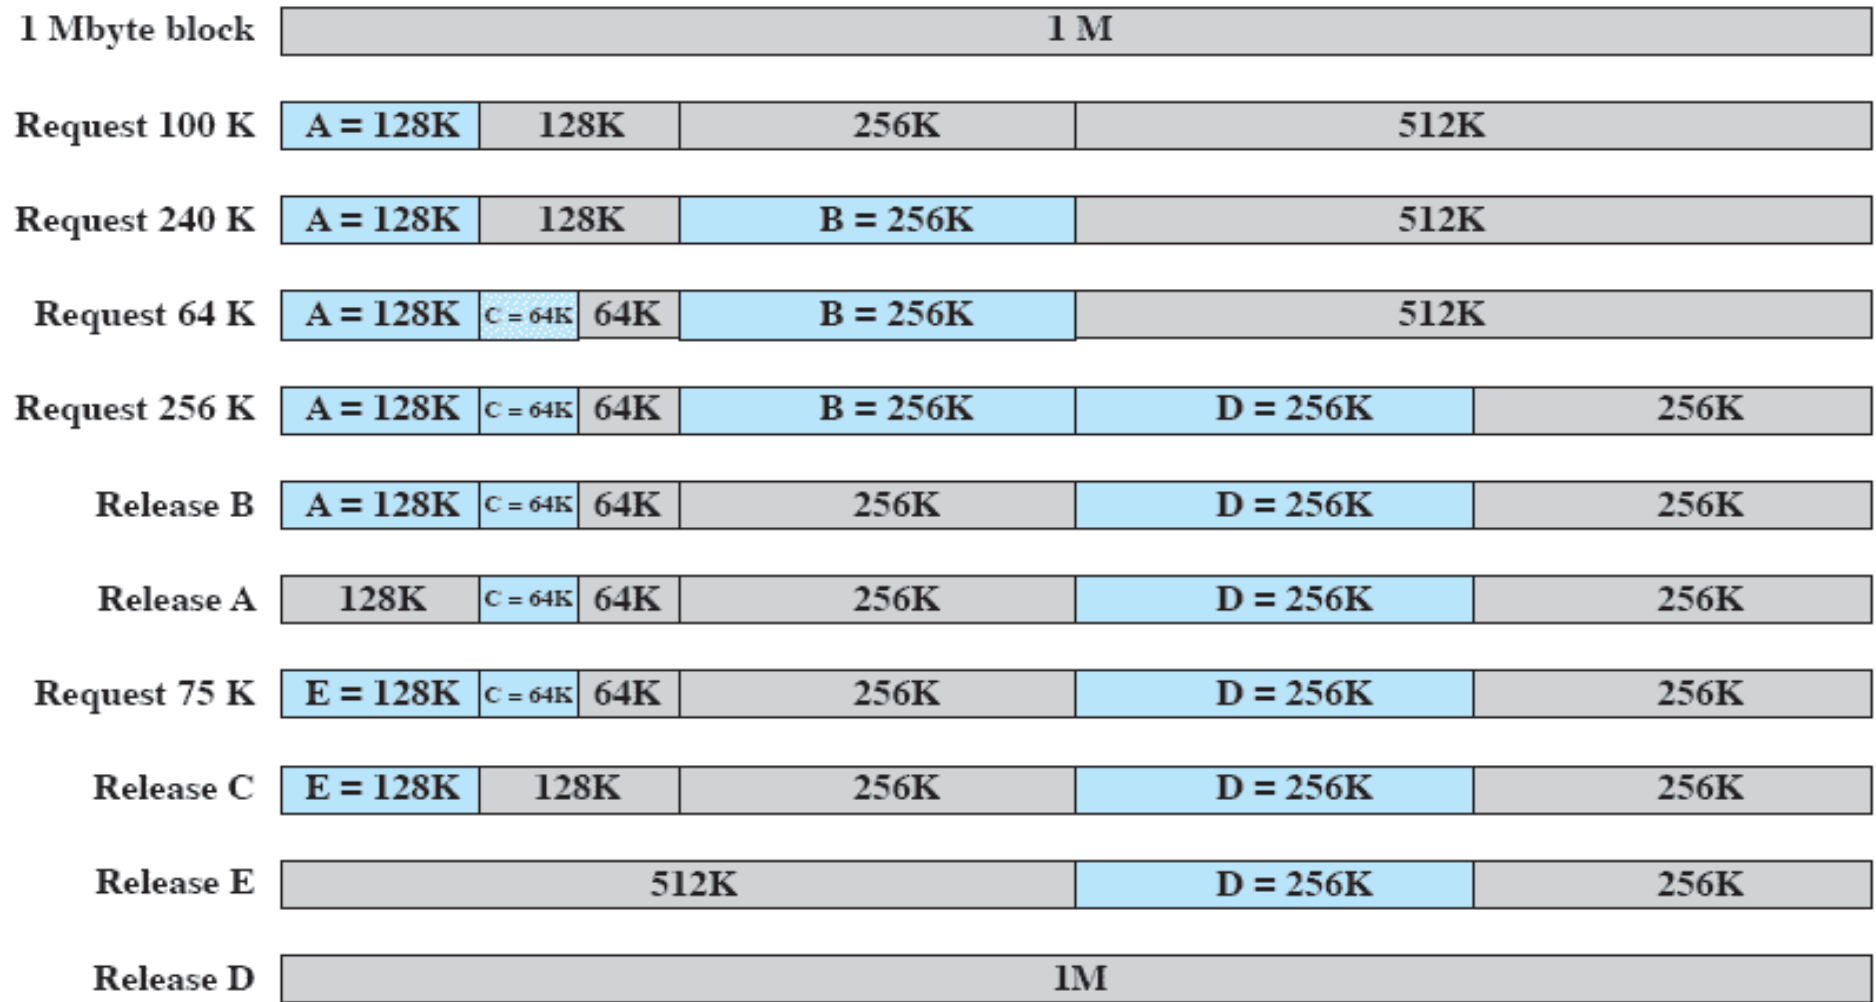 1 Mbyte block 1 M
Request 100 K A = 128K 128K 256K 512K
Request 240 K A = 128K 128K B = 256K 512K
Request 64 K A = 128K C = 64K 64K B = 256K 512K
Request 256 K A = 128K C = 64K 64K B = 256K D = 256K 256K
Release B A = 128K C = 64K 64K 256K D = 256K 256K
Release A 128K C = 64K 64K 256K D = 256K 256K
Request 75 K E = 128K C = 64K 64K 256K D = 256K 256K
Release C E = 128K 128K 256K D = 256K 256K
Release E 512K D = 256K 256K
Release D 1M